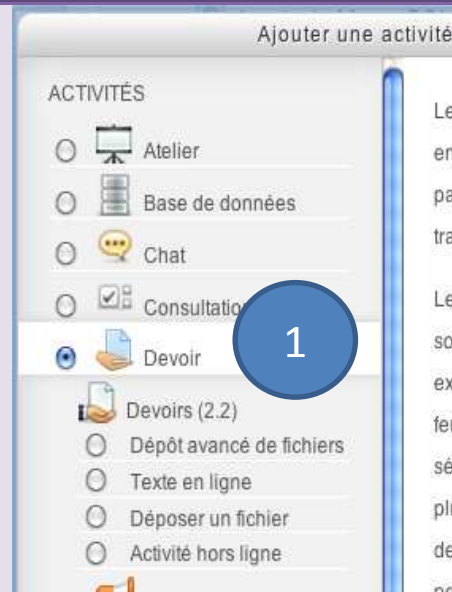 Ajouter une activité
ACTIVITÉS
Atelier
Base de données
Chat
Devoir
1
Devoirs (2.2)
Dépôt avancé de fichiers
Texte en ligne
Déposer un fichier
Activité hors ligne